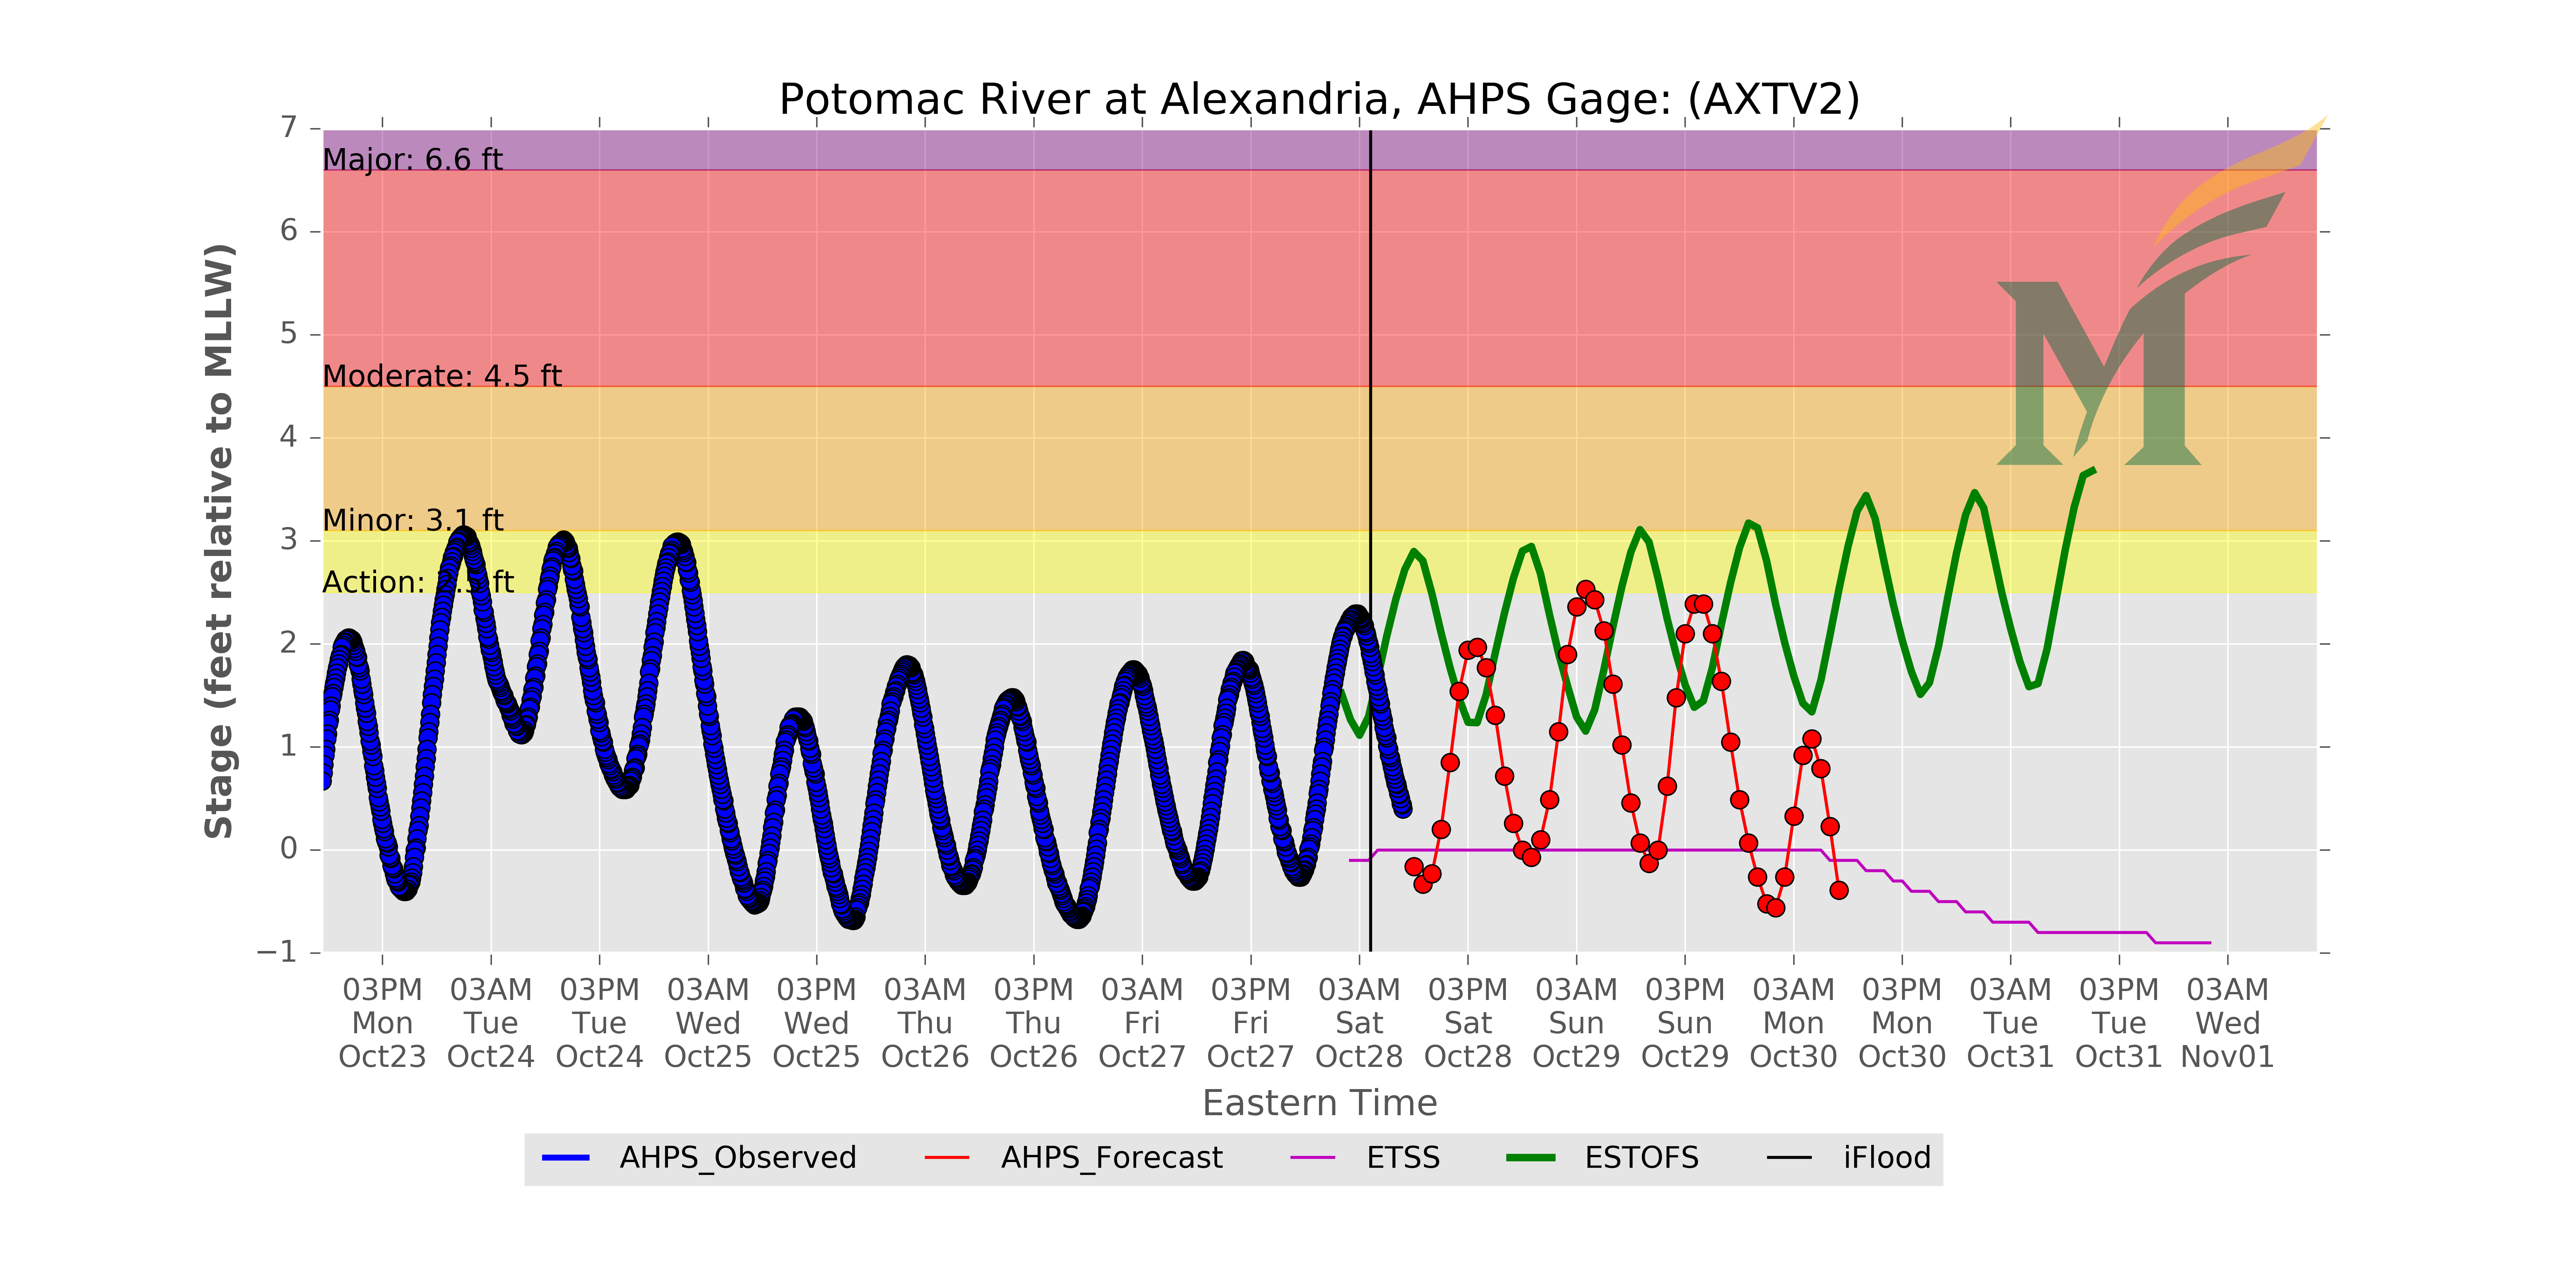 Potomac River at Alexandria, AHPS Gage: (AXTV2)
Stage (feet relative to MLLW)
7
6
5
4
3
2
1
0
−1
Major: 6.6 ft
Moderate: 4.5 ft
Minor: 3.1 ft
Action: 2.5 ft
M
03PM 03AM 03PM 03AM 03PM 03AM 03PM 03AM 03PM 03AM 03PM 03AM 03PM 03AM 03PM 03AM 03PM 03AM
Mon Tue Tue Wed Wed Thu Thu Fri Fri Sat Sat Sun Sun Mon Mon Tue Tue Wed
Oct23 Oct24 Oct24 Oct25 Oct25 Oct26 Oct26 Oct27 Oct27 Oct28 Oct28 Oct29 Oct29 Oct30 Oct30 Oct31 Oct31 Nov01
Eastern Time
AHPS_Observed AHPS_Forecast ETSS ESTOFS iFlood